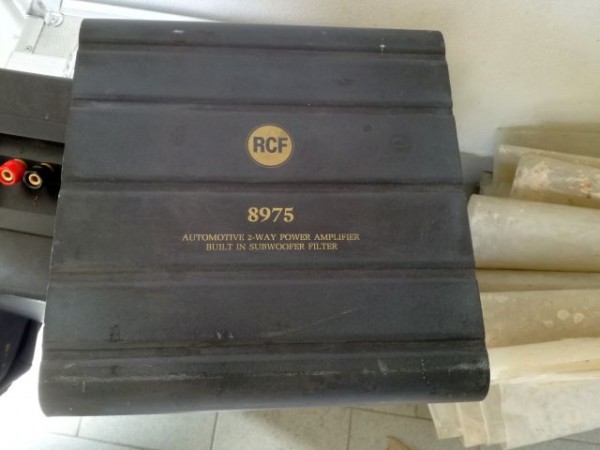 RCF
8975
AUTOMOTIVE 2-WAY POWER AMPLIFIER
BUILT IN SUBWOOFER FILTER